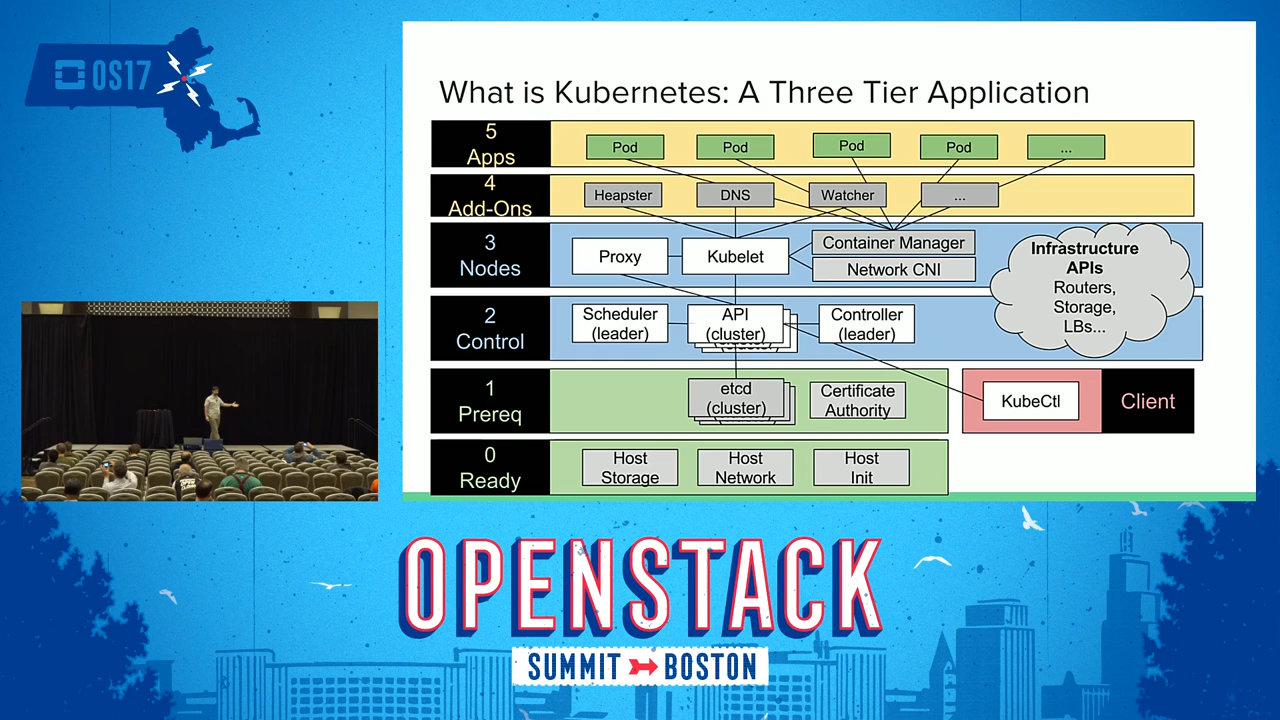 OS17
What is Kubernetes: A Three Tier Application
5
Apps
Pod
Pod
Pod
Pod
...
4
Add-Ons
Heapster
DNS
Watcher
...
3
Nodes
Proxy
Kubelet
Container Manager
Network CNI
Infrastructure
APIs
Routers,
Storage,
LBs...
2
Control
Scheduler
(leader)
API
(cluster)
Controller
(leader)
1
Prereq
etcd
(cluster)
Certificate
Authority
KubeCtl
Client
0
Ready
Host
Storage
Host
Network
Host
Init
OPENSTACK
SUMMIT BOSTON